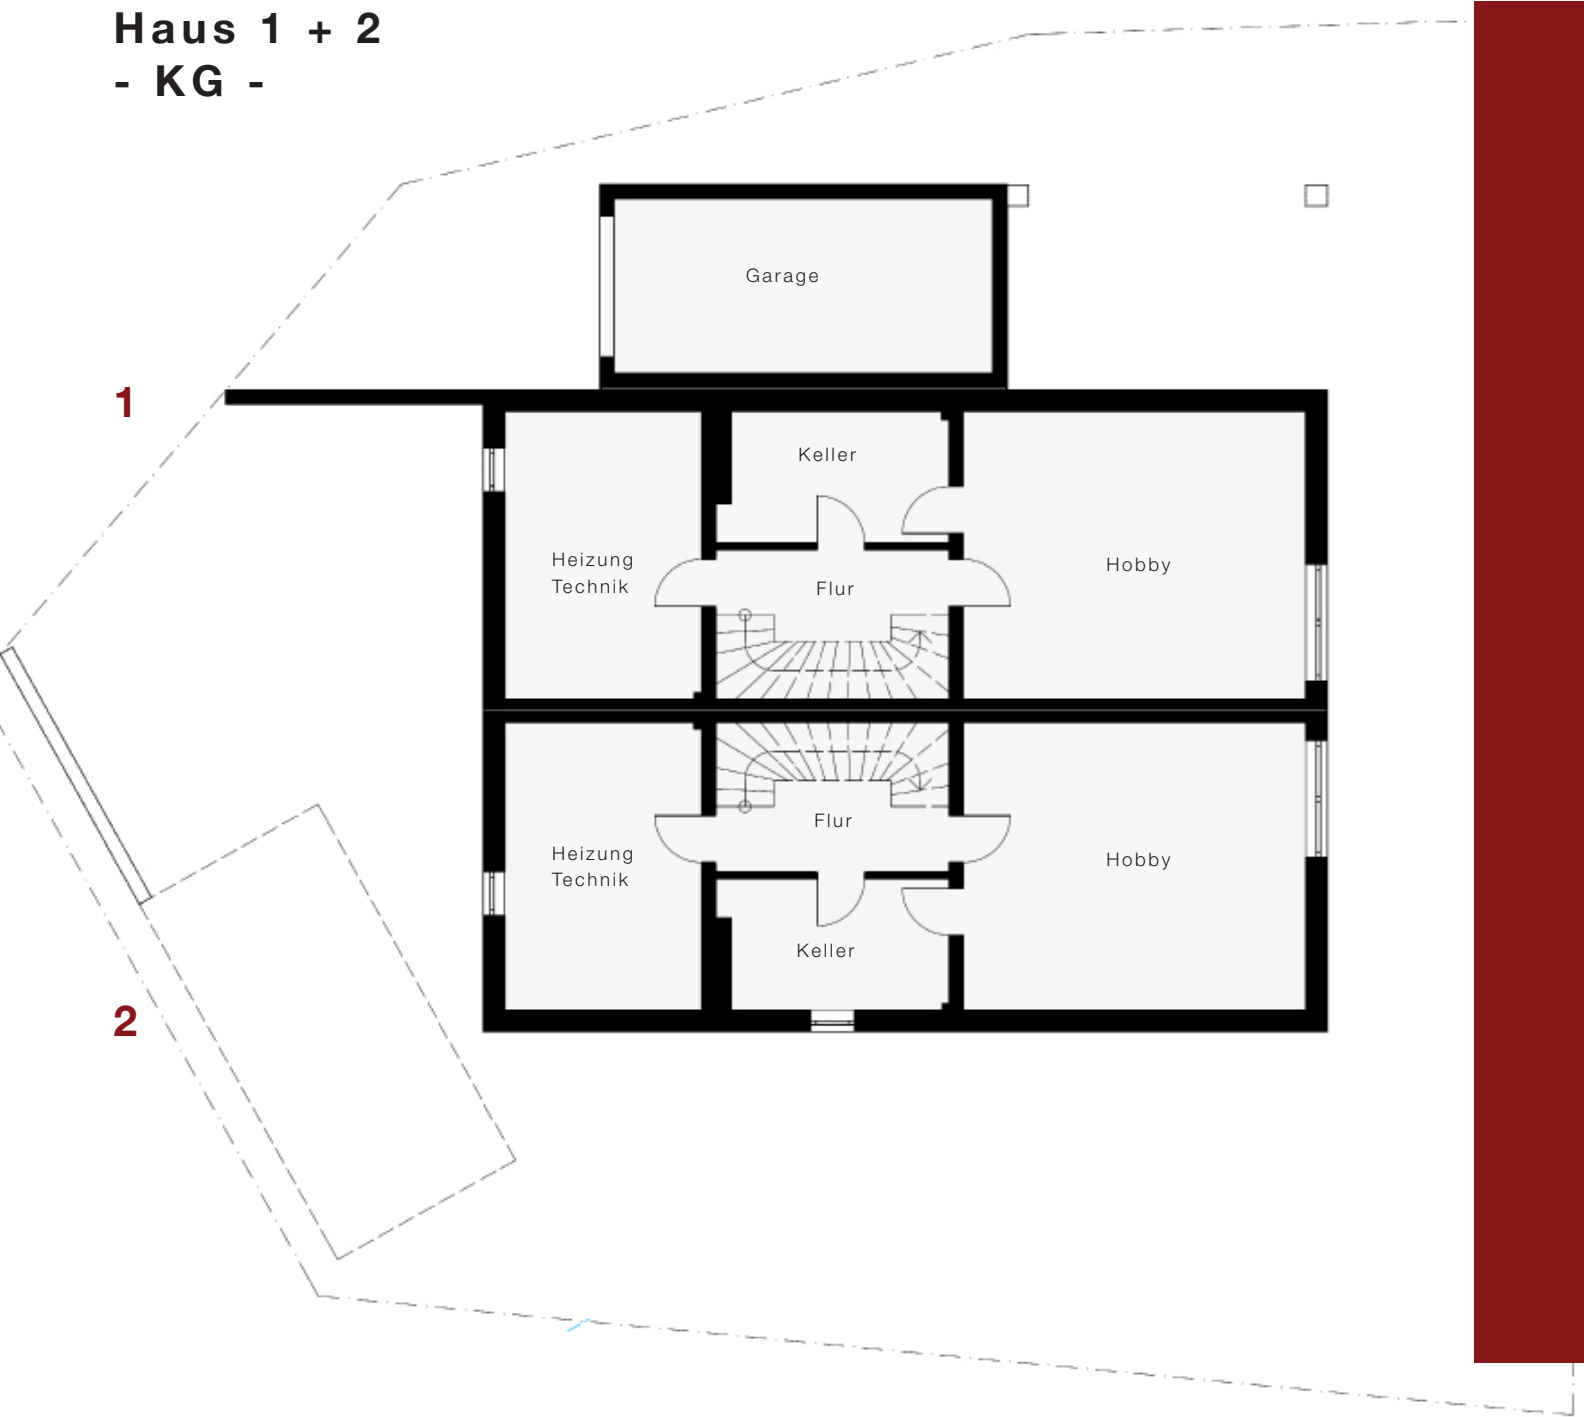 Haus 1 + 2
- KG -
Garage
1
Keller
Heizung
Technik
Flur
Hobby
Flur
Heizung
Technik
Hobby
Keller
2